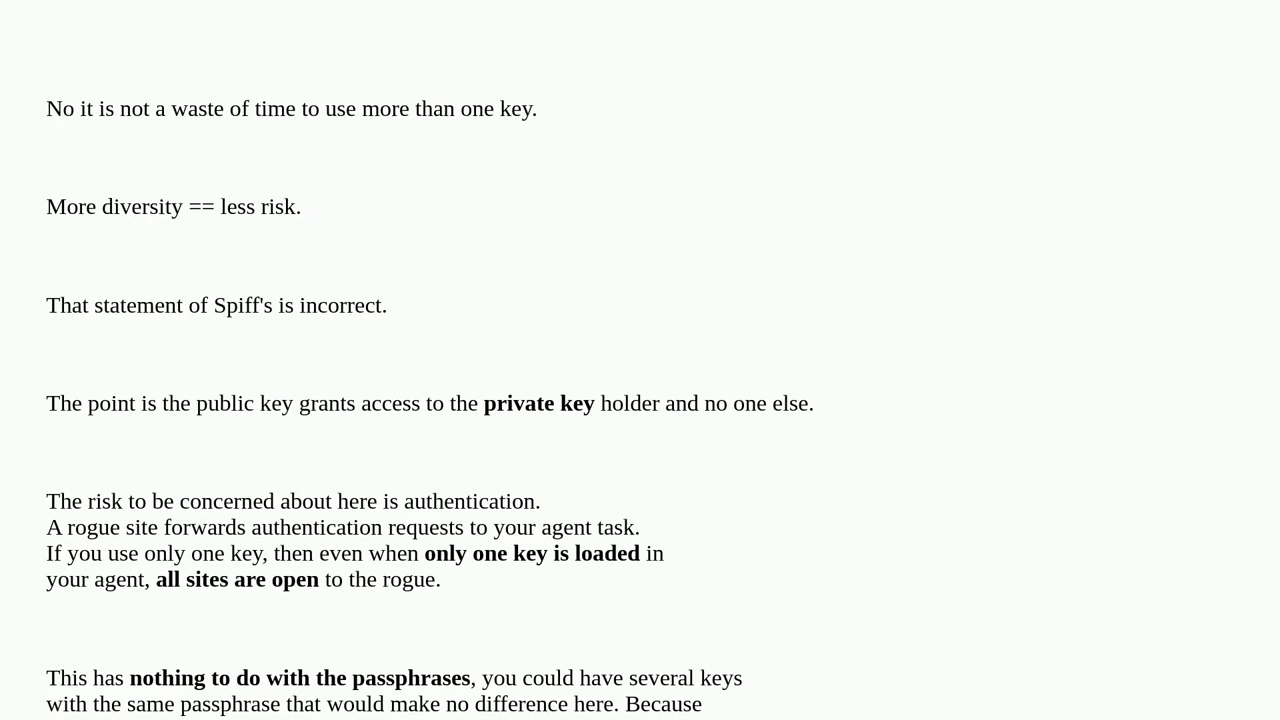 No it is not a waste of time to use more than one key.
More diversity == less risk.
That statement of Spiff's is incorrect.
The point is the public key grants access to the private key holder and no one else.
The risk to be concerned about here is authentication.
A rogue site forwards authentication requests to your agent task.
If you use only one key, then even when only one key is loaded in
your agent, all sites are open to the rogue.
This has nothing to do with the passphrases, you could have several keys
with the same passphrase that would make no difference here. Because